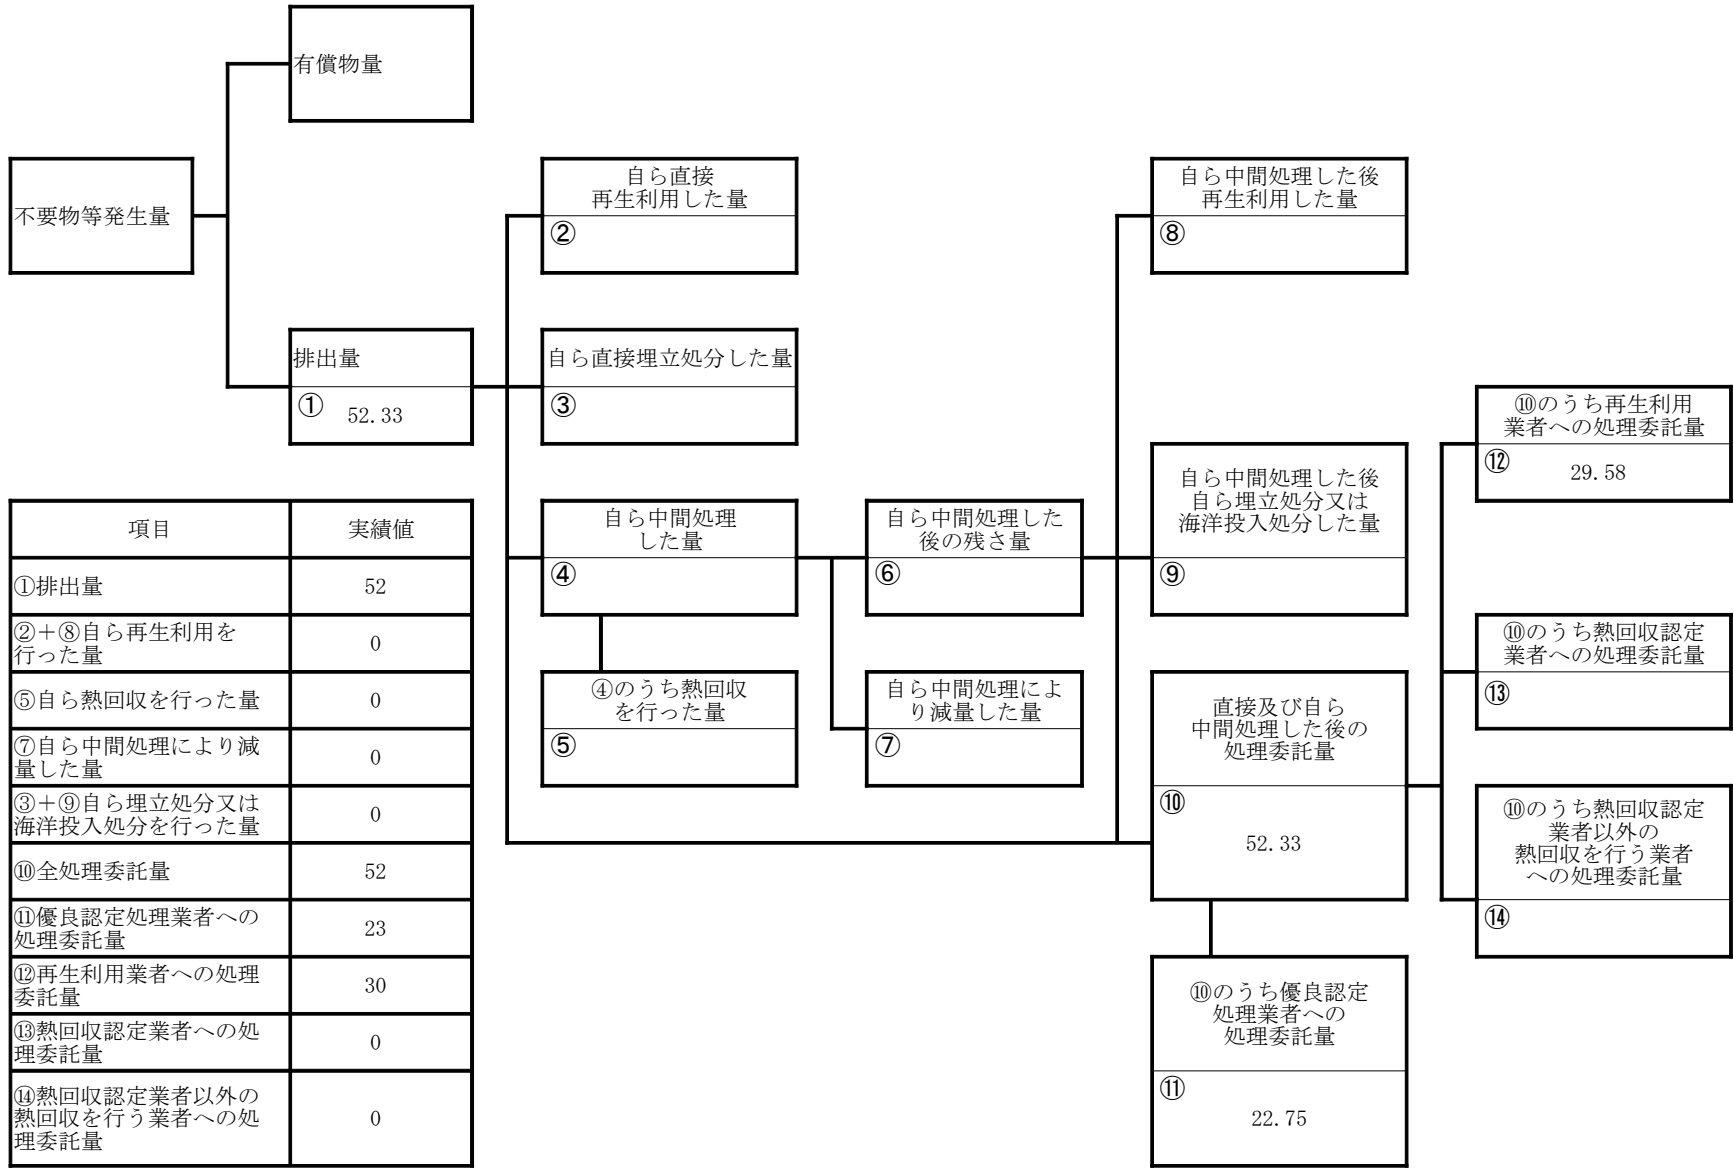 有償物量
不要物等発生量
自ら直接
再生利用した量
②
自ら中間処理した後
再生利用した量
⑧
排出量
① 52.33
自ら直接埋立処分した量
③
⑩のうち再生利用
業者への処理委託量
⑫ 29.58
自ら中間処理
した量
④
自ら中間処理した
後の残さ量
⑥
自ら中間処理した後
自ら埋立処分又は
海洋投入処分した量
⑨
⑩のうち熱回収認定
業者への処理委託量
⑬
④のうち熱回収
を行った量
⑤
自ら中間処理によ
り減量した量
⑦
直接及び自ら
中間処理した後の
処理委託量
⑩
52.33
⑩のうち熱回収認定
業者以外の
熱回収を行う業者
への処理委託量
⑭
⑩のうち優良認定
処理業者への
処理委託量
⑪
22.75
項目 実績値
①排出量 52
②+⑧自ら再生利用を
行った量 0
⑤自ら熱回収を行った量 0
⑦自ら中間処理により減
量した量 0
③+⑨自ら埋立処分又は
海洋投入処分を行った量 0
⑩全処理委託量 52
⑪優良認定処理業者への
処理委託量 23
⑫再生利用業者への処理
委託量 30
⑬熱回収認定業者への処
理委託量 0
⑭熱回収認定業者以外の
熱回収を行う業者への処
理委託量 0